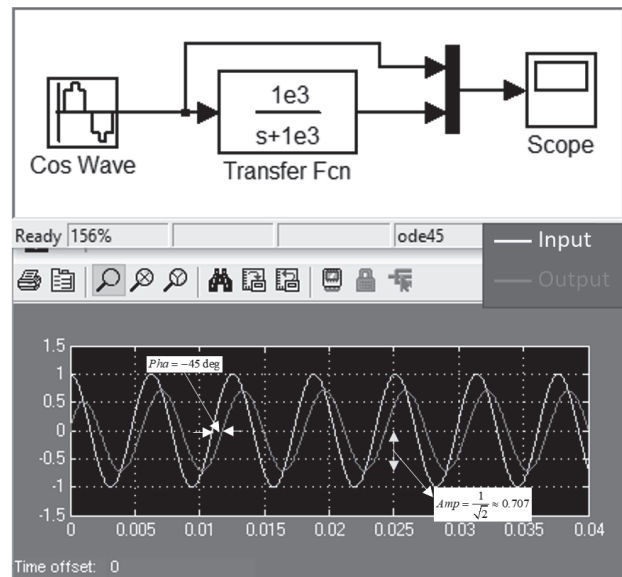 1e3
s+1e3
Cos Wave
Transfer Fcn
Scope
Ready 156% ode45
Input
Output
1.5
1
0.5
0
-0.5
-1
-1.5
Pha = −45 deg
Amp = 1/√2 ≈ 0.707
0 0.005 0.01 0.015 0.02 0.025 0.03 0.035 0.04
Time offset: 0